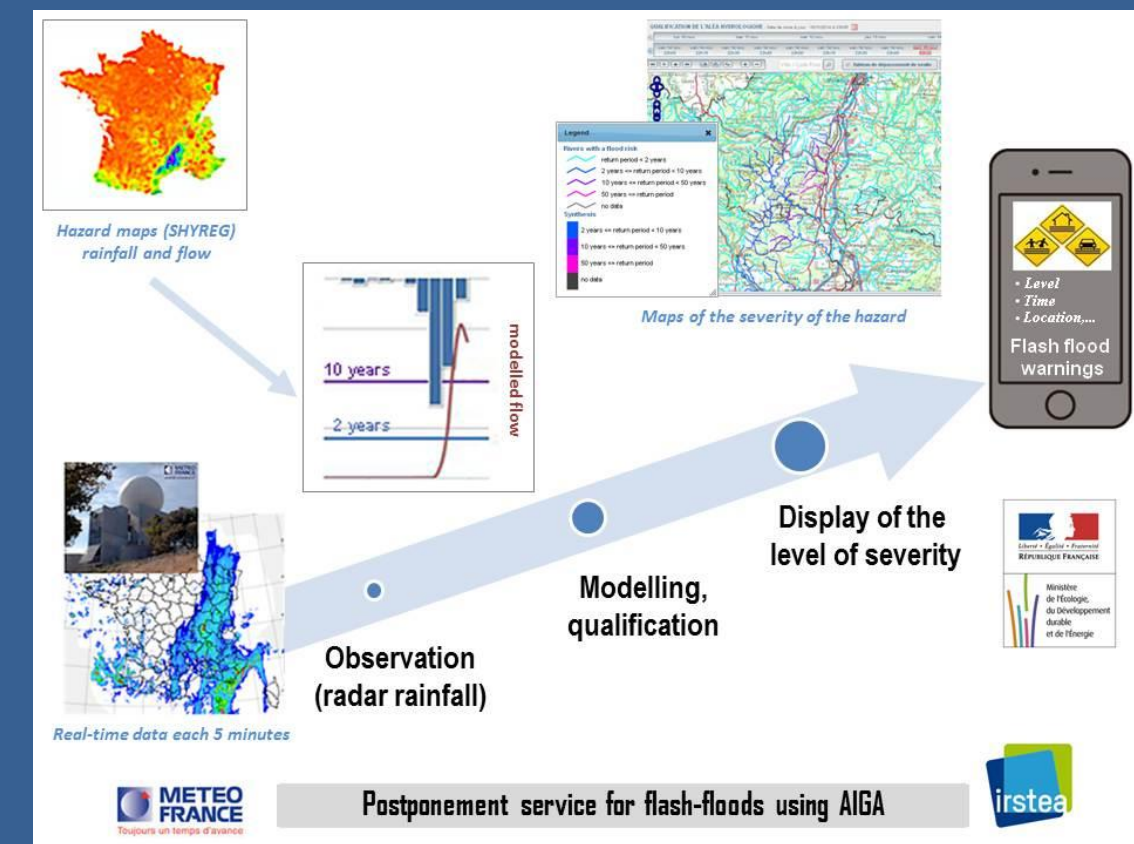 Hazard maps (SHYREG)
rainfall and flow
QUALIFICATION DE L'ALÉA HYDROLOGIQUE
Legend
Rivers with a flood risk
return period < 2 years
2 years <= return period < 10 years
10 years <= return period < 50 years
50 years <= return period
no data
Synthesis
2 years <= return period < 10 years
10 years <= return period < 50 years
50 years <= return period
no data
Maps of the severity of the hazard
10 years
2 years
modelled flow
• Level
• Time
• Location,...
Flash flood
warnings
METEO
FRANCE
Real-time data each 5 minutes
Observation
(radar rainfall)
Modelling,
qualification
Display of the
level of severity
Liberté • Égalité • Fraternité
RÉPUBLIQUE FRANÇAISE
Ministère
de l'Écologie,
du Développement
durable
et de l'Énergie
METEO
FRANCE
Toujours un temps d'avance
Postponement service for flash-floods using AIGA
irstea